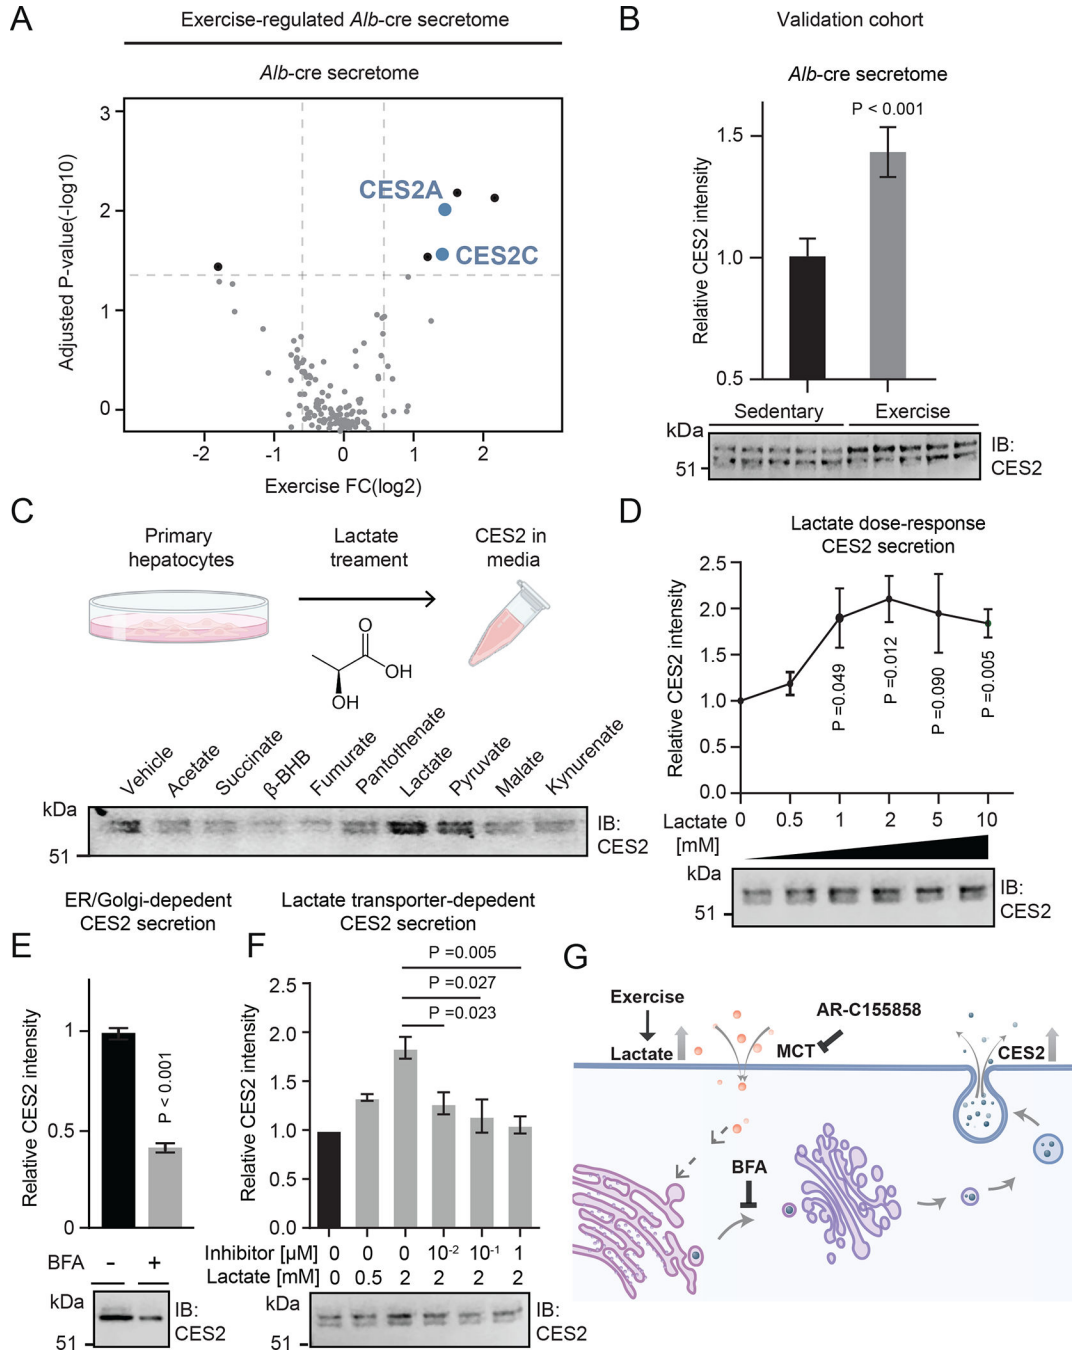 A
Exercise-regulated Alb-cre secretome
Alb-cre secretome
Adjusted P-value(-log10)
3
2
1
0
CES2A
CES2C
-2 -1 0 1 2
Exercise FC(log2)
B
Validation cohort
Alb-cre secretome
P < 0.001
Relative CES2 intensity
1.5
1.0
0.5
Sedentary Exercise
kDa
51
IB:
CES2
C
Primary
hepatocytes
Lactate
treament
CES2 in
media
O
OH
OH
Vehicle
Acetate
Succinate
β-BHB
Fumurate
Pantothenate
Lactate
Pyruvate
Malate
Kynurenate
kDa
51
IB:
CES2
D
Lactate dose-response
CES2 secretion
Relative CES2 intensity
2.5
2.0
1.5
1.0
0.5
0.0
P =0.049
P =0.012
P =0.090
P =0.005
0 0.5 1 2 5 10
Lactate
[mM]
kDa
51
IB:
CES2
E
ER/Golgi-depedent
CES2 secretion
Relative CES2 intensity
1
0.5
0
P < 0.001
BFA - +
kDa
51
IB:
CES2
F
Lactate transporter-depedent
CES2 secretion
P =0.005
P =0.027
P =0.023
Relative CES2 intensity
2.5
2.0
1.5
1.0
0.5
0.0
Inhibitor [µM] 0 0 0 10-2 10-1 1
Lactate [mM] 0 0.5 2 2 2 2
kDa
51
IB:
CES2
G
Exercise
Lactate
MCT
AR-C155858
CES2
BFA